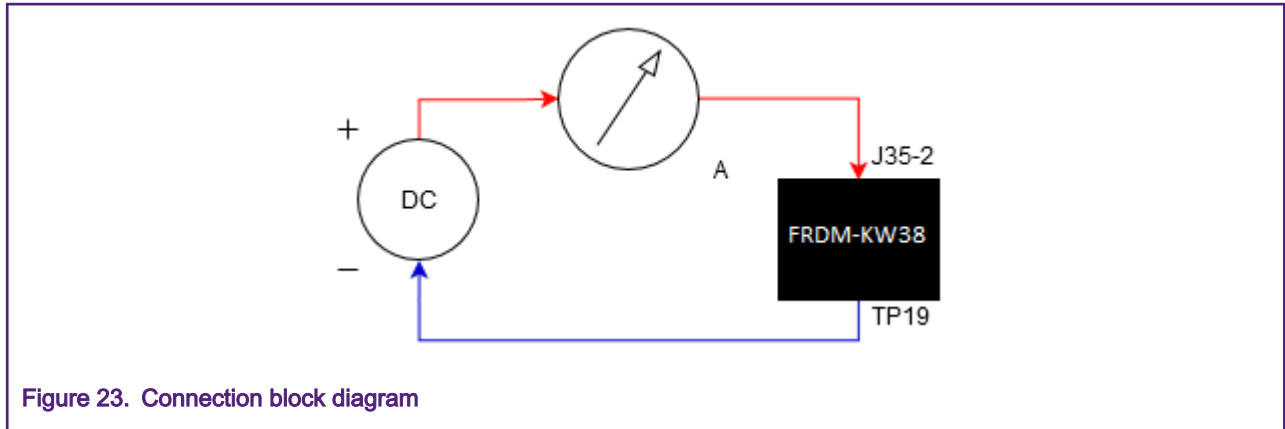 +
DC
–
A
J35-2
FRDM-KW38
TP19
Figure 23. Connection block diagram